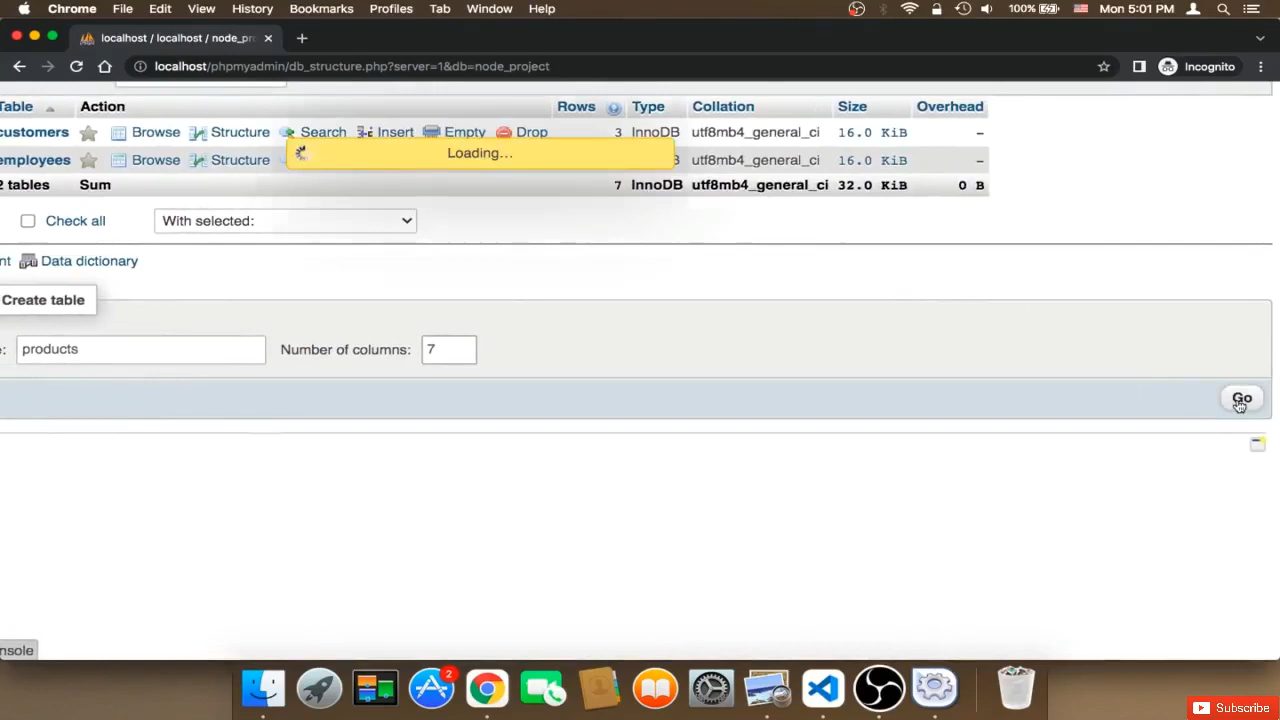 Chrome File Edit View History Bookmarks Profiles Tab Window Help 100% Mon 5:01 PM
localhost / localhost / node_pr
localhost/phpmyadmin/db_structure.php?server=1&db=node_project Incognito
Table Action Rows Type Collation Size Overhead
customers Browse Structure Search Insert Empty Drop 3 InnoDB utf8mb4_general_ci 16.0 KiB –
Loading...
employees Browse Structure InnoDB utf8mb4_general_ci 16.0 KiB –
2 tables Sum 7 InnoDB utf8mb4_general_ci 32.0 KiB 0 B
Check all With selected:
nt Data dictionary
Create table
e: products Number of columns: 7
Go
nsole
2
Subscribe